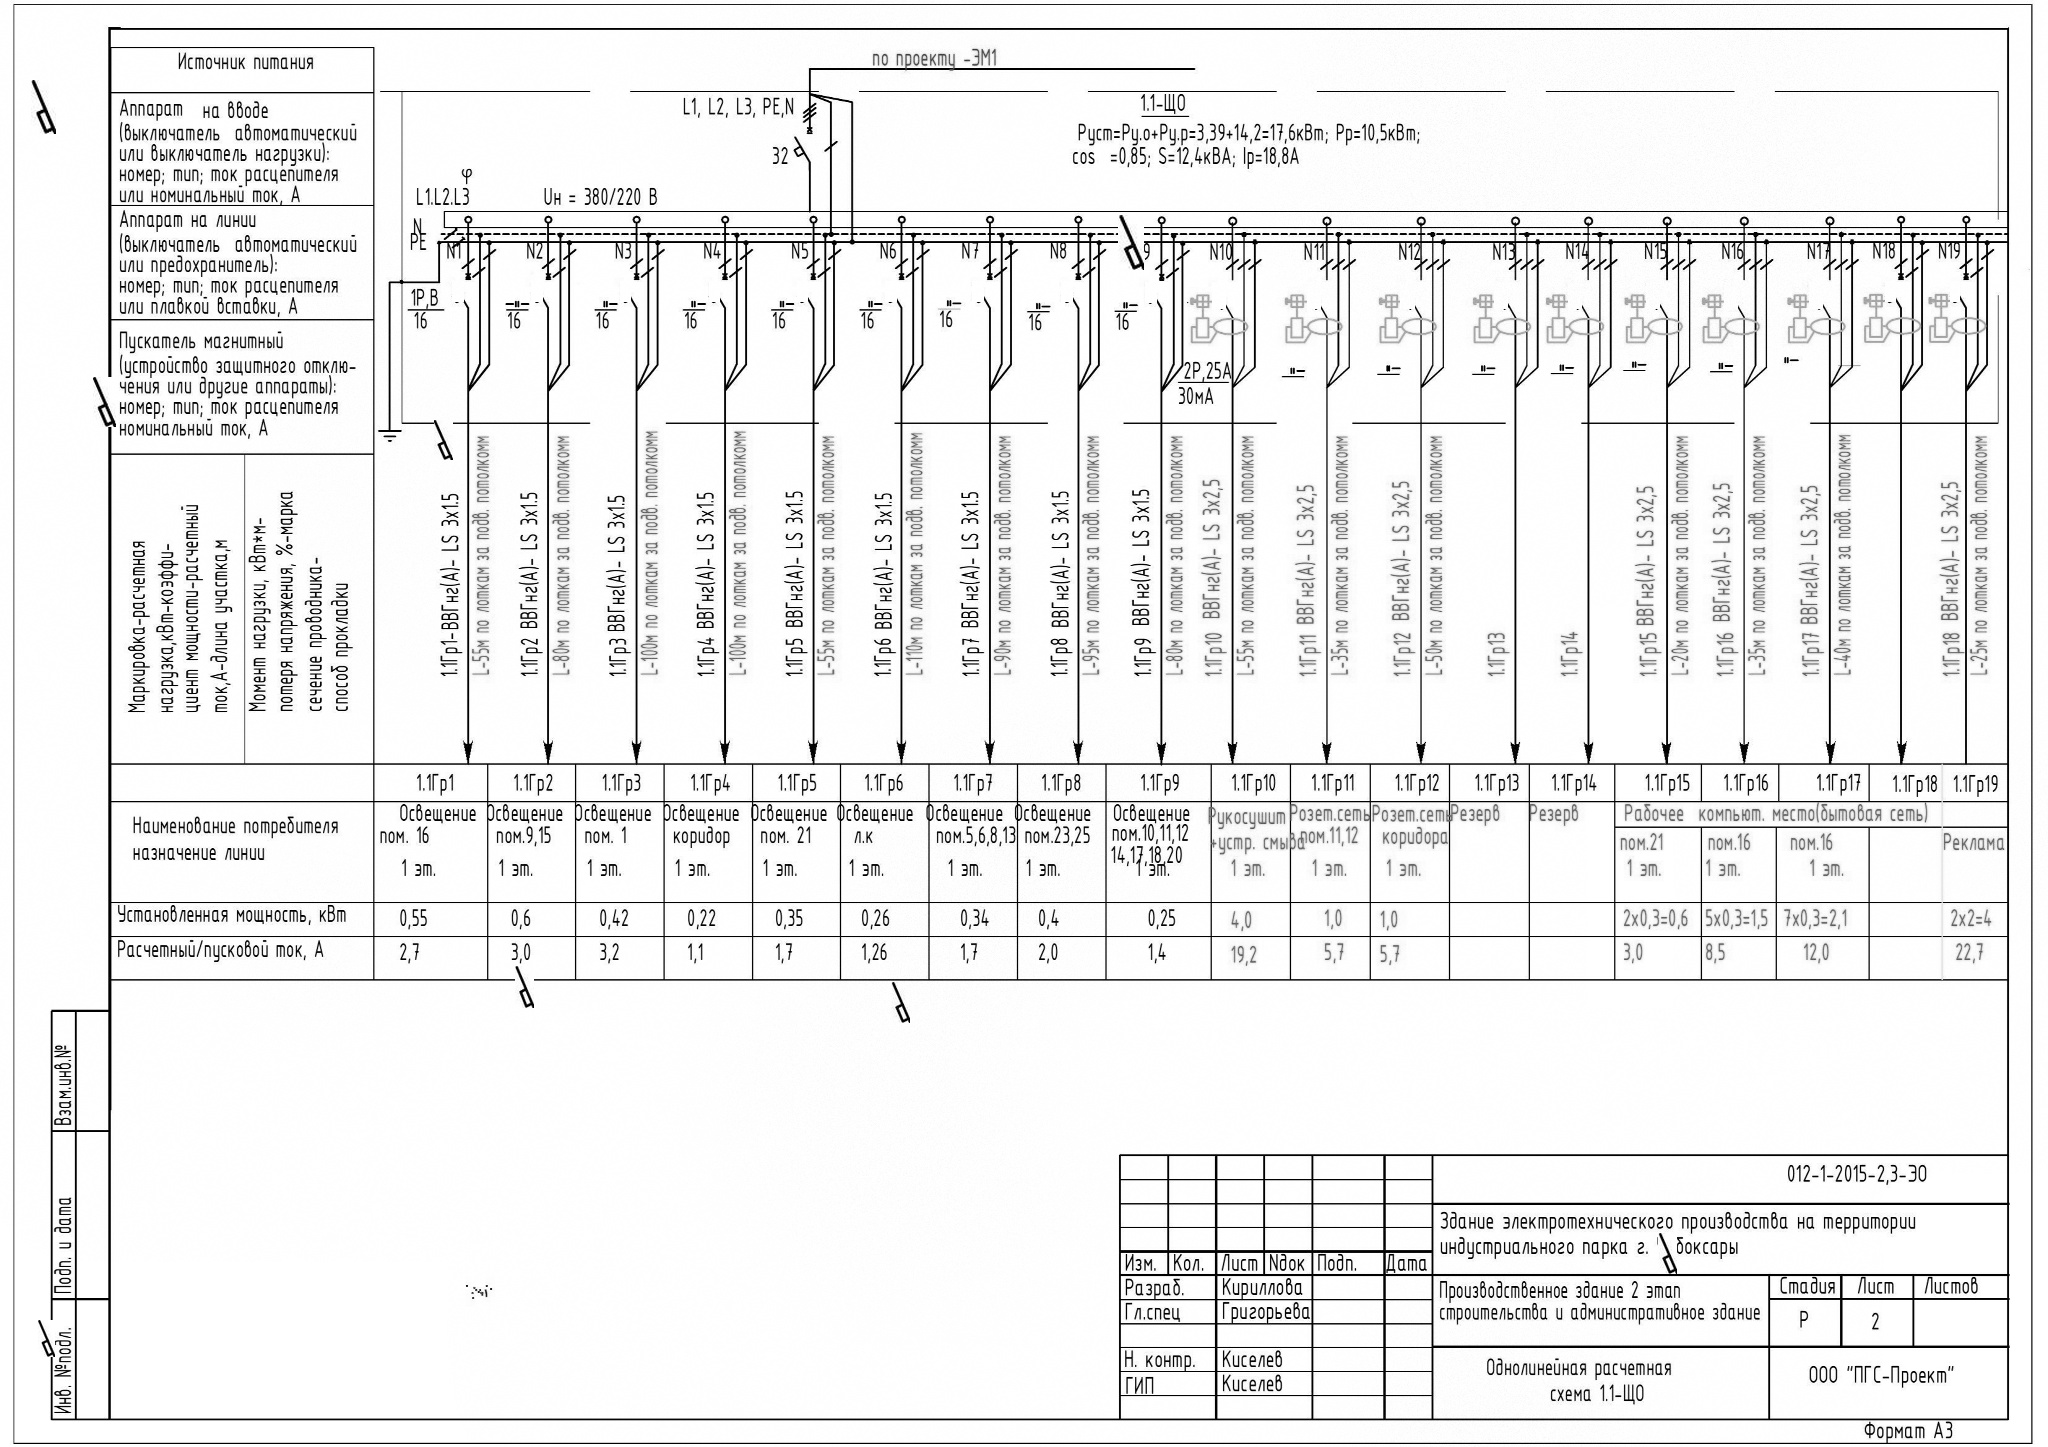 Источник питания
Аппарат на вводе
(выключатель автоматический
или выключатель нагрузки):
номер; тип; ток расцепителя
или номинальный ток, А
Аппарат на линии
(выключатель автоматический
или предохранитель):
номер; тип; ток расцепителя
или плавкой вставки, А
Пускатель магнитный
(устройство защитного отклю-
чения или другие аппараты):
номер; тип; ток расцепителя
номинальный ток, А
Маркировка-расчетная
нагрузка,кВт-коэффи-
циент мощности-расчетный
ток,А-длина участка,м
Момент нагрузки, кВт*м-
потеря напряжения, %-марка
сечение проводника-
способ прокладки
по проекту -ЭМ1
L1, L2, L3, PE,N
32
1.1-ЩО
Руст=Ру.о+Ру.р=3,39+14,2=17,6кВт; Рр=10,5кВт;
cos =0,85; S=12,4кВА; Iр=18,8А
φ
L1.L2.L3
Uн = 380/220 В
N
PE
N1 N2 N3 N4 N5 N6 N7 N8 9 N10 N11 N12 N13 N14 N15 N16 N17 N18 N19
1Р,В
16
-"- 16
-"- 16
-"- 16
-"- 16
-"- 16
-"- 16
-"- 16
-"- 16
2Р,25А
30мА
"- "- "- "- "- "- "-
1.1Гр1-ВВГнг(А)- LS 3х1.5
L-55м по лоткам за подв. потолкомм
1.1Гр2 ВВГнг(А)- LS 3х1.5
L-80м по лоткам за подв. потолкомм
1.1Гр3 ВВГнг(А)- LS 3х1.5
L-100м по лоткам за подв. потолкомм
1.1Гр4 ВВГнг(А)- LS 3х1.5
L-100м по лоткам за подв. потолкомм
1.1Гр5 ВВГнг(А)- LS 3х1.5
L-55м по лоткам за подв. потолкомм
1.1Гр6 ВВГнг(А)- LS 3х1.5
L-110м по лоткам за подв. потолкомм
1.1Гр7 ВВГнг(А)- LS 3х1.5
L-90м по лоткам за подв. потолкомм
1.1Гр8 ВВГнг(А)- LS 3х1.5
L-95м по лоткам за подв. потолкомм
1.1Гр9 ВВГнг(А)- LS 3х1.5
L-80м по лоткам за подв. потолкомм
1.1Гр10 ВВГнг(А)- LS 3х2,5
L-55м по лоткам за подв. потолкомм
1.1Гр11 ВВГнг(А)- LS 3х2,5
L-35м по лоткам за подв. потолкомм
1.1Гр12 ВВГнг(А)- LS 3х2,5
L-50м по лоткам за подв. потолкомм
1.1Гр13
1.1Гр14
1.1Гр15 ВВГнг(А)- LS 3х2,5
L-20м по лоткам за подв. потолкомм
1.1Гр16 ВВГнг(А)- LS 3х2,5
L-35м по лоткам за подв. потолкомм
1.1Гр17 ВВГнг(А)- LS 3х2,5
L-40м по лоткам за подв. потолкомм
1.1Гр18 ВВГнг(А)- LS 3х2,5
L-25м по лоткам за подв. потолкомм
1.1Гр1 1.1Гр2 1.1Гр3 1.1Гр4 1.1Гр5 1.1Гр6 1.1Гр7 1.1Гр8 1.1Гр9 1.1Гр10 1.1Гр11 1.1Гр12 1.1Гр13 1.1Гр14 1.1Гр15 1.1Гр16 1.1Гр17 1.1Гр18 1.1Гр19
Наименование потребителя
назначение линии
Освещение
пом. 16
1 эт.
Освещение
пом.9,15
1 эт.
Освещение
пом. 1
1 эт.
Освещение
коридор
1 эт.
Освещение
пом. 21
1 эт.
Освещение
л.к
1 эт.
Освещение
пом.5,6,8,13
1 эт.
Освещение
пом.23,25
1 эт.
Освещение
пом.10,11,12
14,17,18,20
1 эт.
Рукосушит
+устр. смыва
1 эт.
Розет.сеть
пом.11,12
1 эт.
Розет.сеть
коридора
1 эт.
Резерв
Резерв
Рабочее компьют. место(бытовая сеть)
пом.21
1 эт.
пом.16
1 эт.
пом.16
1 эт.
Реклама
Установленная мощность, кВт 0,55 0,6 0,42 0,22 0,35 0,26 0,34 0,4 0,25 4,0 1,0 1,0 2х0,3=0,6 5х0,3=1,5 7х0,3=2,1 2х2=4
Расчетный/пусковой ток, А 2,7 3,0 3,2 1,1 1,7 1,26 1,7 2,0 1,4 19,2 5,7 5,7 3,0 8,5 12,0 22,7
Взам.инв.№
Подп. и дата
Инв. №подл.
012-1-2015-2,3-ЭО
Здание электротехнического производства на территории
индустриального парка г. боксары
Изм. Кол. Лист Nдок Подп. Дата
Разраб. Кириллова
Гл.спец Григорьева
Н. контр. Киселев
ГИП Киселев
Производственное здание 2 этап
строительства и административное здание
Стадия Лист Листов
Р 2
Однолинейная расчетная
схема 1.1-ЩО
ООО "ПГС-Проект"
Формат А3